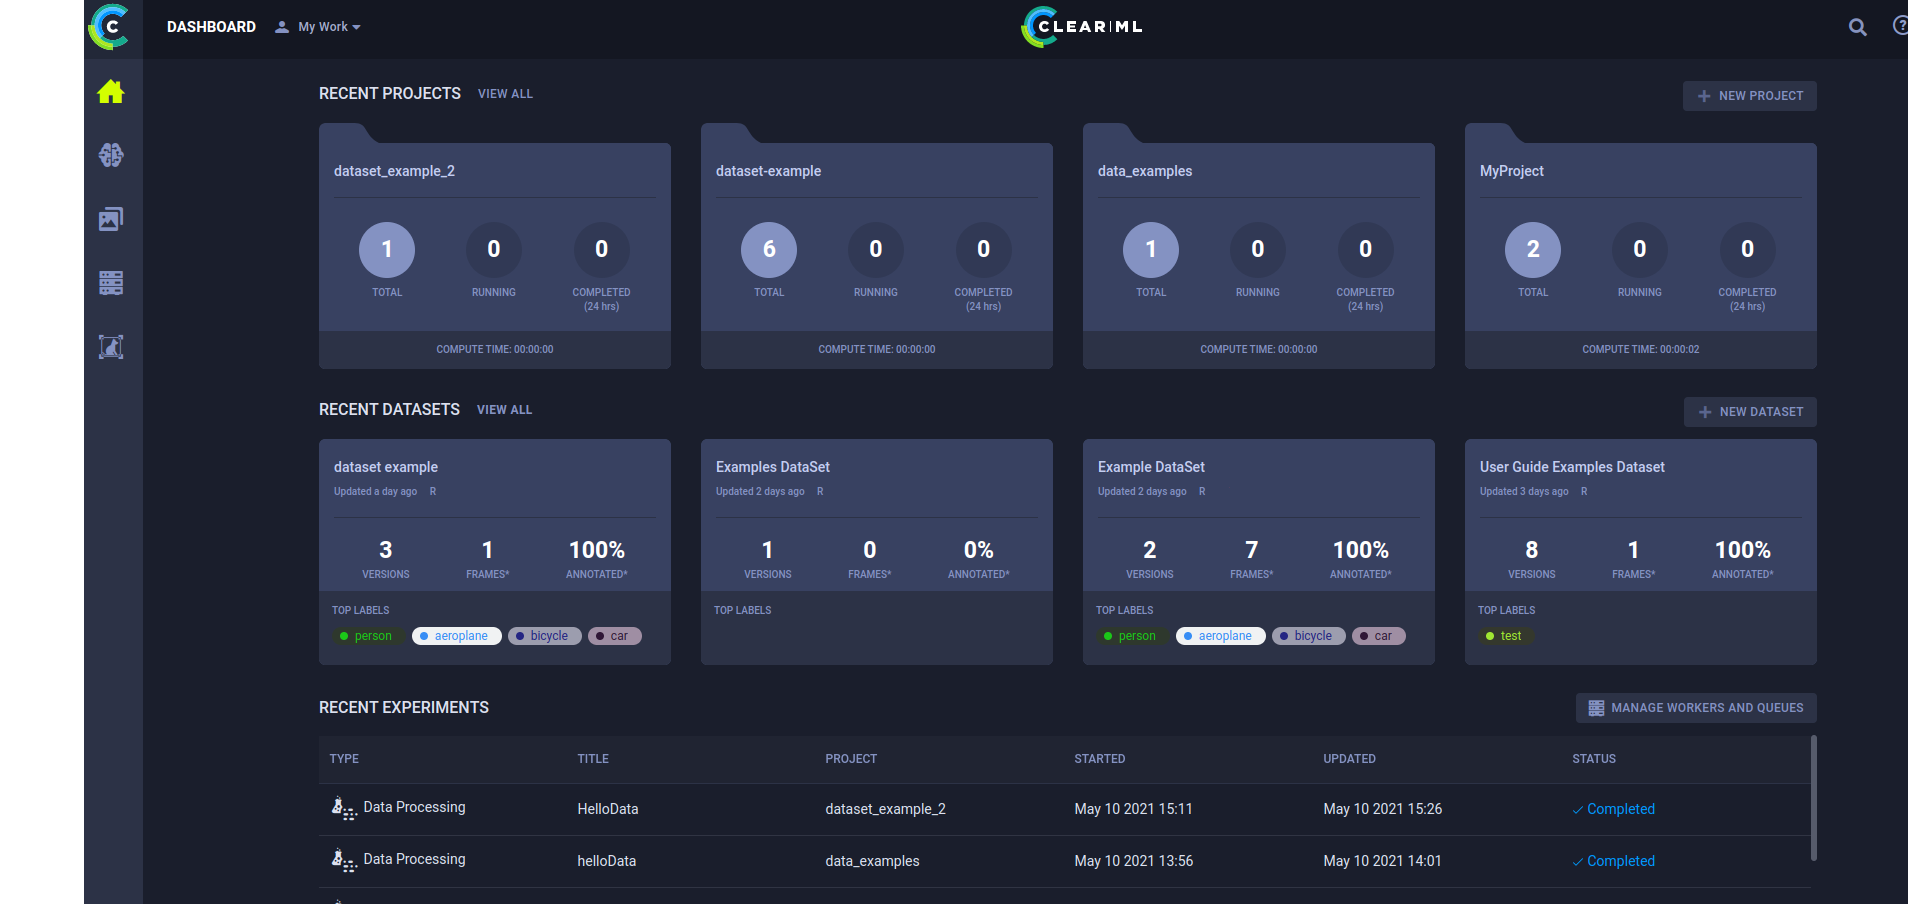 DASHBOARD My Work
C CLEAR|ML
?
RECENT PROJECTS VIEW ALL
NEW PROJECT
dataset_example_2
1 0 0
TOTAL RUNNING COMPLETED
(24 hrs)
COMPUTE TIME: 00:00:00
dataset-example
6 0 0
TOTAL RUNNING COMPLETED
(24 hrs)
COMPUTE TIME: 00:00:00
data_examples
1 0 0
TOTAL RUNNING COMPLETED
(24 hrs)
COMPUTE TIME: 00:00:00
MyProject
2 0 0
TOTAL RUNNING COMPLETED
(24 hrs)
COMPUTE TIME: 00:00:02
RECENT DATASETS VIEW ALL
NEW DATASET
dataset example
Updated a day ago R
3 1 100%
VERSIONS FRAMES* ANNOTATED*
TOP LABELS
person aeroplane bicycle car
Examples DataSet
Updated 2 days ago R
1 0 0%
VERSIONS FRAMES* ANNOTATED*
TOP LABELS
Example DataSet
Updated 2 days ago R
2 7 100%
VERSIONS FRAMES* ANNOTATED*
TOP LABELS
person aeroplane bicycle car
User Guide Examples Dataset
Updated 3 days ago R
8 1 100%
VERSIONS FRAMES* ANNOTATED*
TOP LABELS
test
RECENT EXPERIMENTS
MANAGE WORKERS AND QUEUES
TYPE TITLE PROJECT STARTED UPDATED STATUS
Data Processing HelloData dataset_example_2 May 10 2021 15:11 May 10 2021 15:26 Completed
Data Processing helloData data_examples May 10 2021 13:56 May 10 2021 14:01 Completed